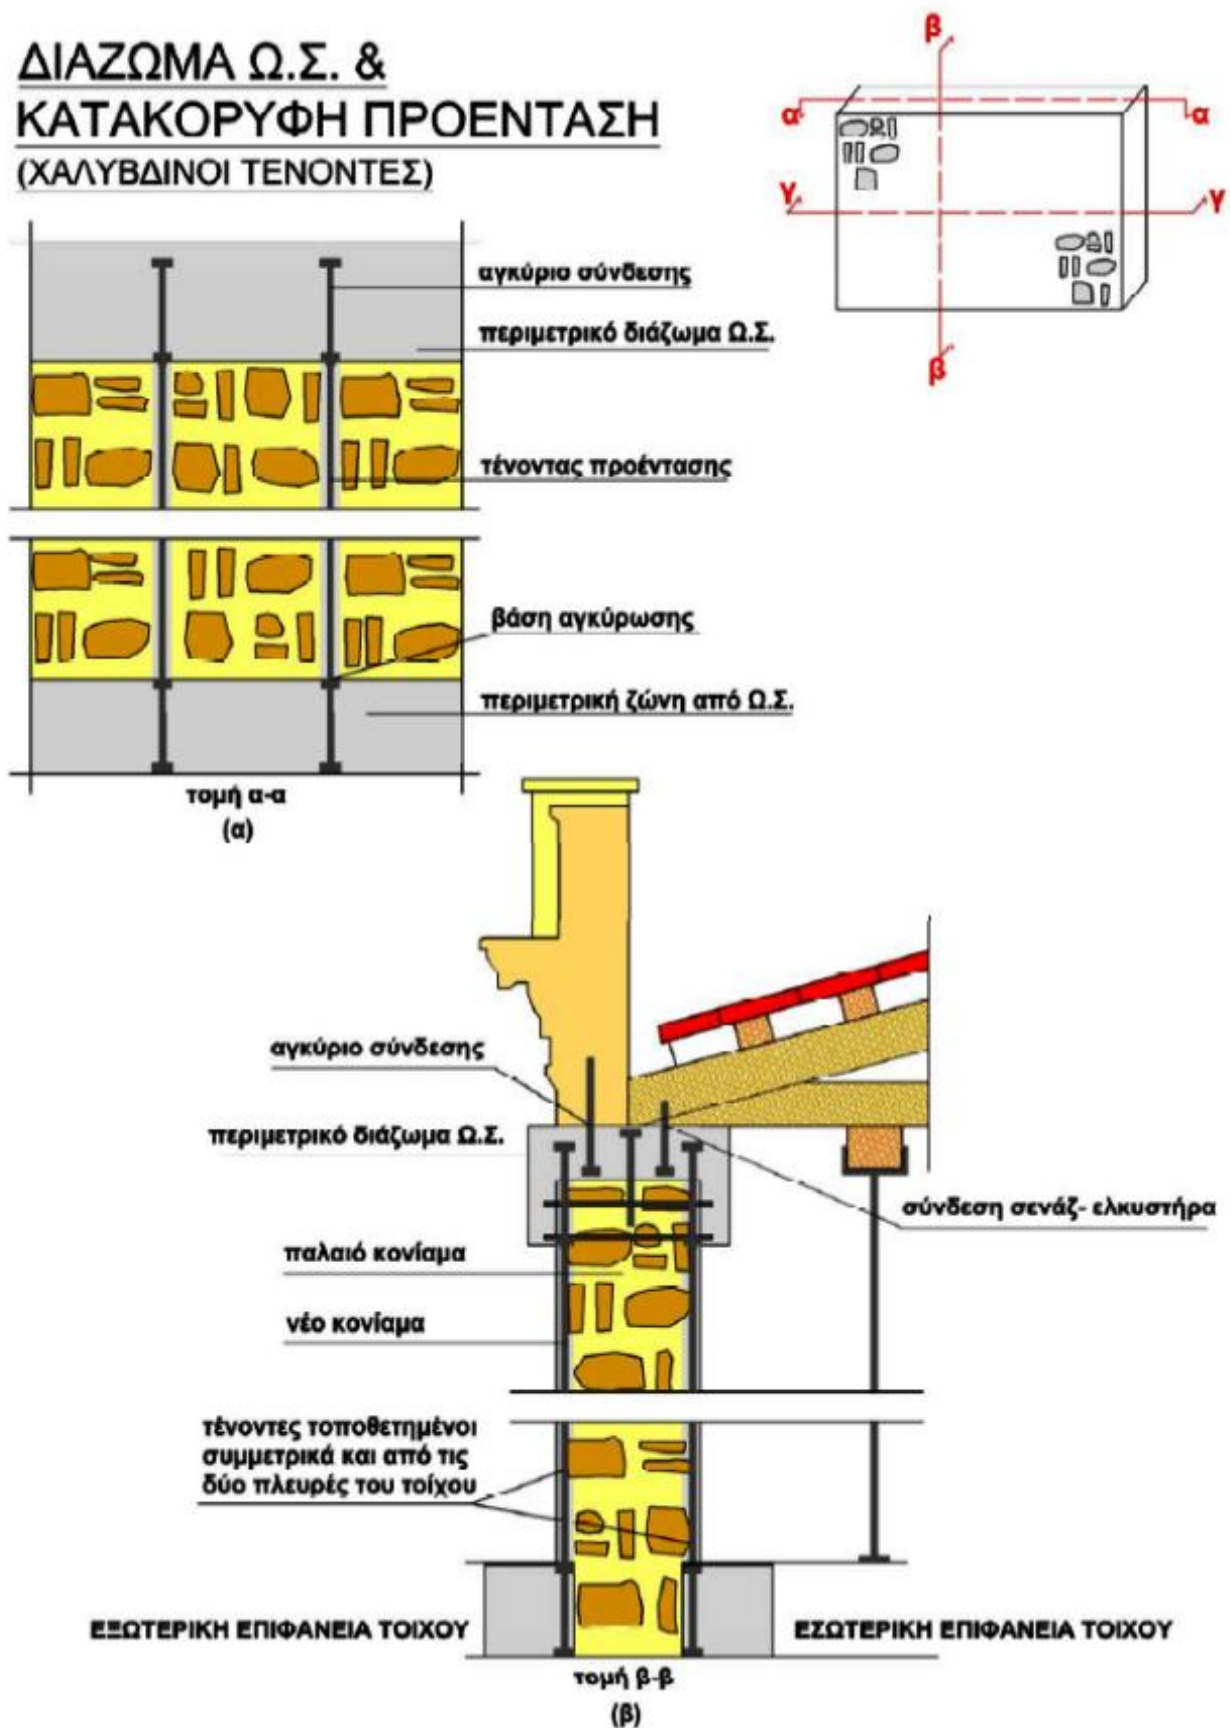 ΔΙΑΖΩΜΑ Ω.Σ. &
ΚΑΤΑΚΟΡΥΦΗ ΠΡΟΕΝΤΑΣΗ
(ΧΑΛΥΒΔΙΝΟΙ ΤΕΝΟΝΤΕΣ)
β
α
α
γ
γ
β
αγκύριο σύνδεσης
περιμετρικό διάζωμα Ω.Σ.
τένοντας προέντασης
βάση αγκύρωσης
περιμετρική ζώνη από Ω.Σ.
τομή α-α
(α)
αγκύριο σύνδεσης
περιμετρικό διάζωμα Ω.Σ.
σύνδεση σενάζ- ελκυστήρα
παλαιό κονίαμα
νέο κονίαμα
τένοντες τοποθετημένοι
συμμετρικά και από τις
δύο πλευρές του τοίχου
ΕΞΩΤΕΡΙΚΗ ΕΠΙΦΑΝΕΙΑ ΤΟΙΧΟΥ
ΕΣΩΤΕΡΙΚΗ ΕΠΙΦΑΝΕΙΑ ΤΟΙΧΟΥ
τομή β-β
(β)